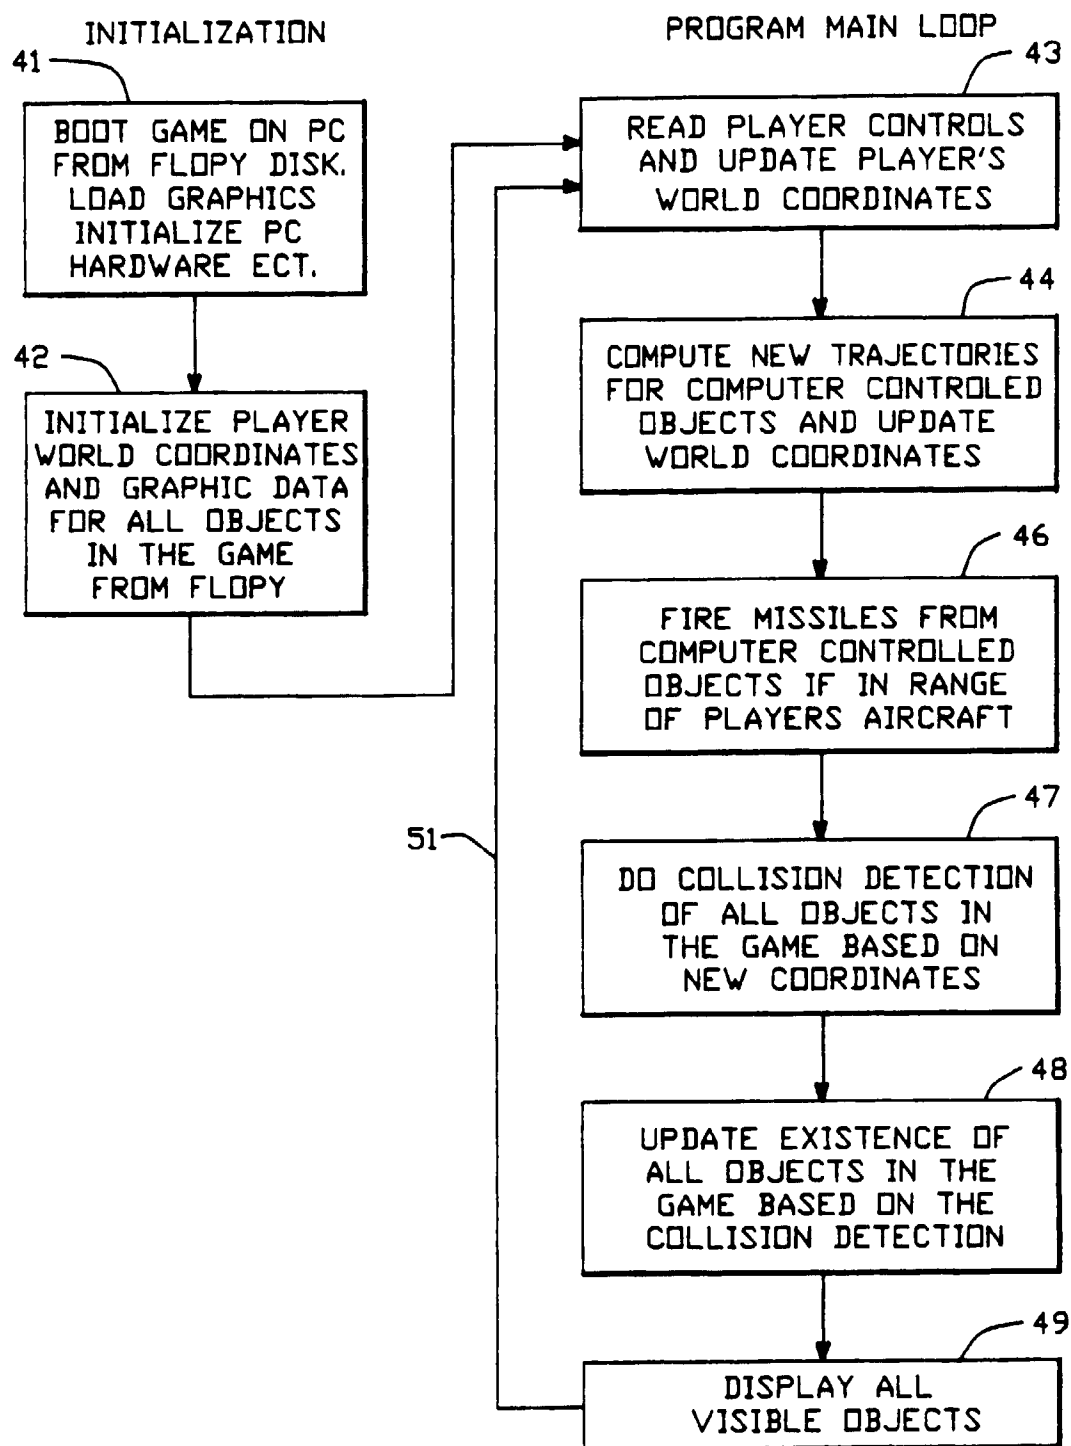 INITIALIZATION
41
BOOT GAME ON PC
FROM FLOPY DISK.
LOAD GRAPHICS
INITIALIZE PC
HARDWARE ECT.
42
INITIALIZE PLAYER
WORLD COORDINATES
AND GRAPHIC DATA
FOR ALL OBJECTS
IN THE GAME
FROM FLOPY
PROGRAM MAIN LOOP
43
READ PLAYER CONTROLS
AND UPDATE PLAYER'S
WORLD COORDINATES
44
COMPUTE NEW TRAJECTORIES
FOR COMPUTER CONTROLED
OBJECTS AND UPDATE
WORLD COORDINATES
46
FIRE MISSILES FROM
COMPUTER CONTROLLED
OBJECTS IF IN RANGE
OF PLAYERS AIRCRAFT
47
DO COLLISION DETECTION
OF ALL OBJECTS IN
THE GAME BASED ON
NEW COORDINATES
51
48
UPDATE EXISTENCE OF
ALL OBJECTS IN THE
GAME BASED ON THE
COLLISION DETECTION
49
DISPLAY ALL
VISIBLE OBJECTS